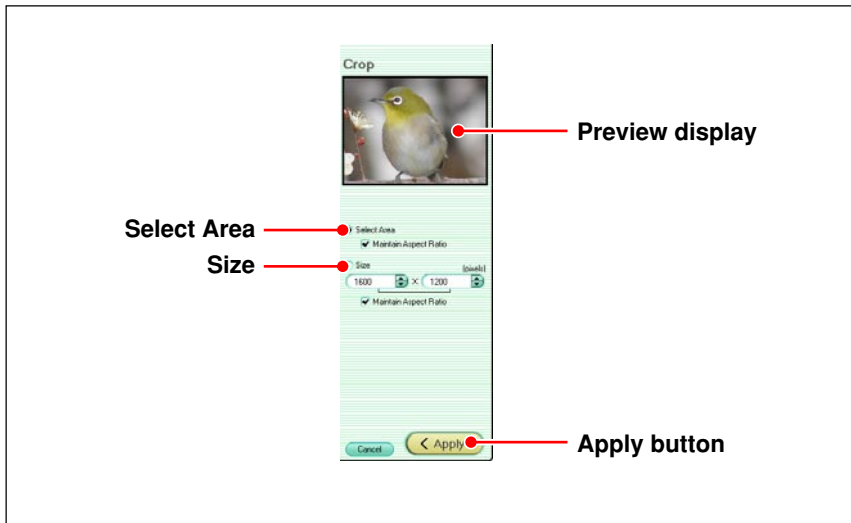 Crop
Preview display
Select Area
Select Area
Maintain Aspect Ratio
Size
Size
(pixels)
1600 X 1200
Maintain Aspect Ratio
Cancel
< Apply
Apply button